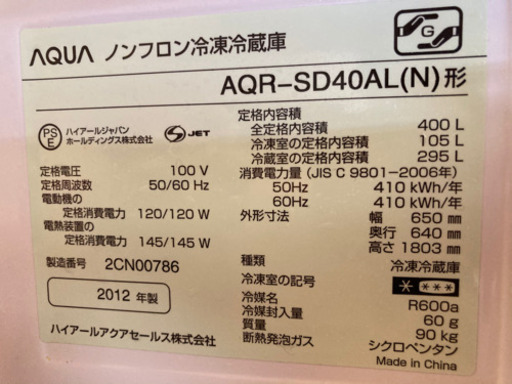 AQUA ノンフロン冷凍冷蔵庫
G
AQR-SD40AL(N)形
PS E ハイアールジャパン ホールディングス株式会社 S JET
定格電圧 100 V
定格周波数 50/60 Hz
電動機の
定格消費電力 120/120 W
電熱装置の
定格消費電力 145/145 W
製造番号 2CN00786
2012 年製
ハイアールアクアセールス株式会社
定格内容積
全定格内容積 400 L
冷凍室の定格内容積 105 L
冷蔵室の定格内容積 295 L
消費電力量 (JIS C 9801-2006年)
50Hz 410 kWh/年
60Hz 410 kWh/年
外形寸法 幅 650 mm
奥行 640 mm
高さ 1803 mm
種類 冷凍冷蔵庫
冷凍室の記号 * ***
冷媒名 R600a
冷媒封入量 60 g
質量 90 kg
断熱発泡ガス シクロペンタン
Made in China